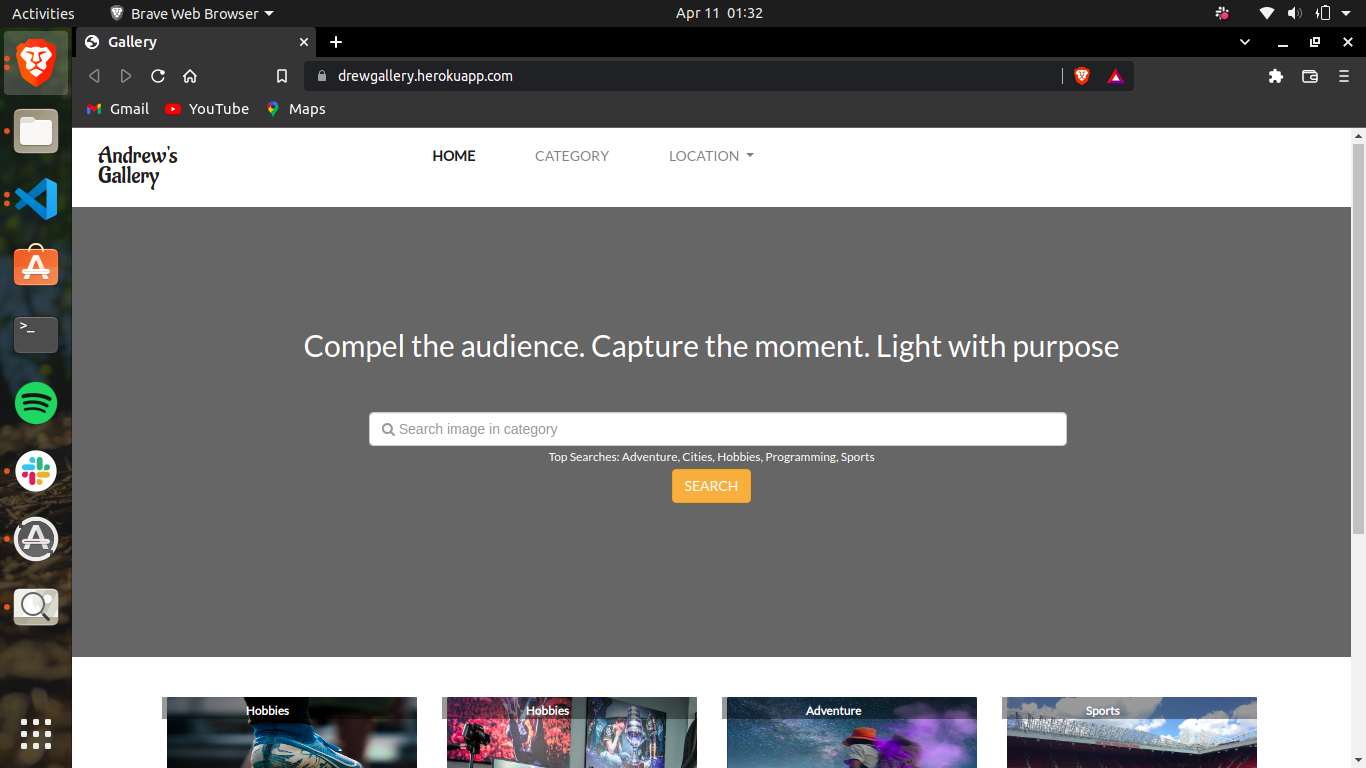 Activities
Brave Web Browser
Apr 11 01:32
Gallery
drewgallery.herokuapp.com
Gmail
YouTube
Maps
Andrew's
Gallery
HOME
CATEGORY
LOCATION
Compel the audience. Capture the moment. Light with purpose
Search image in category
Top Searches: Adventure, Cities, Hobbies, Programming, Sports
SEARCH
Hobbies
Hobbies
Adventure
Sports